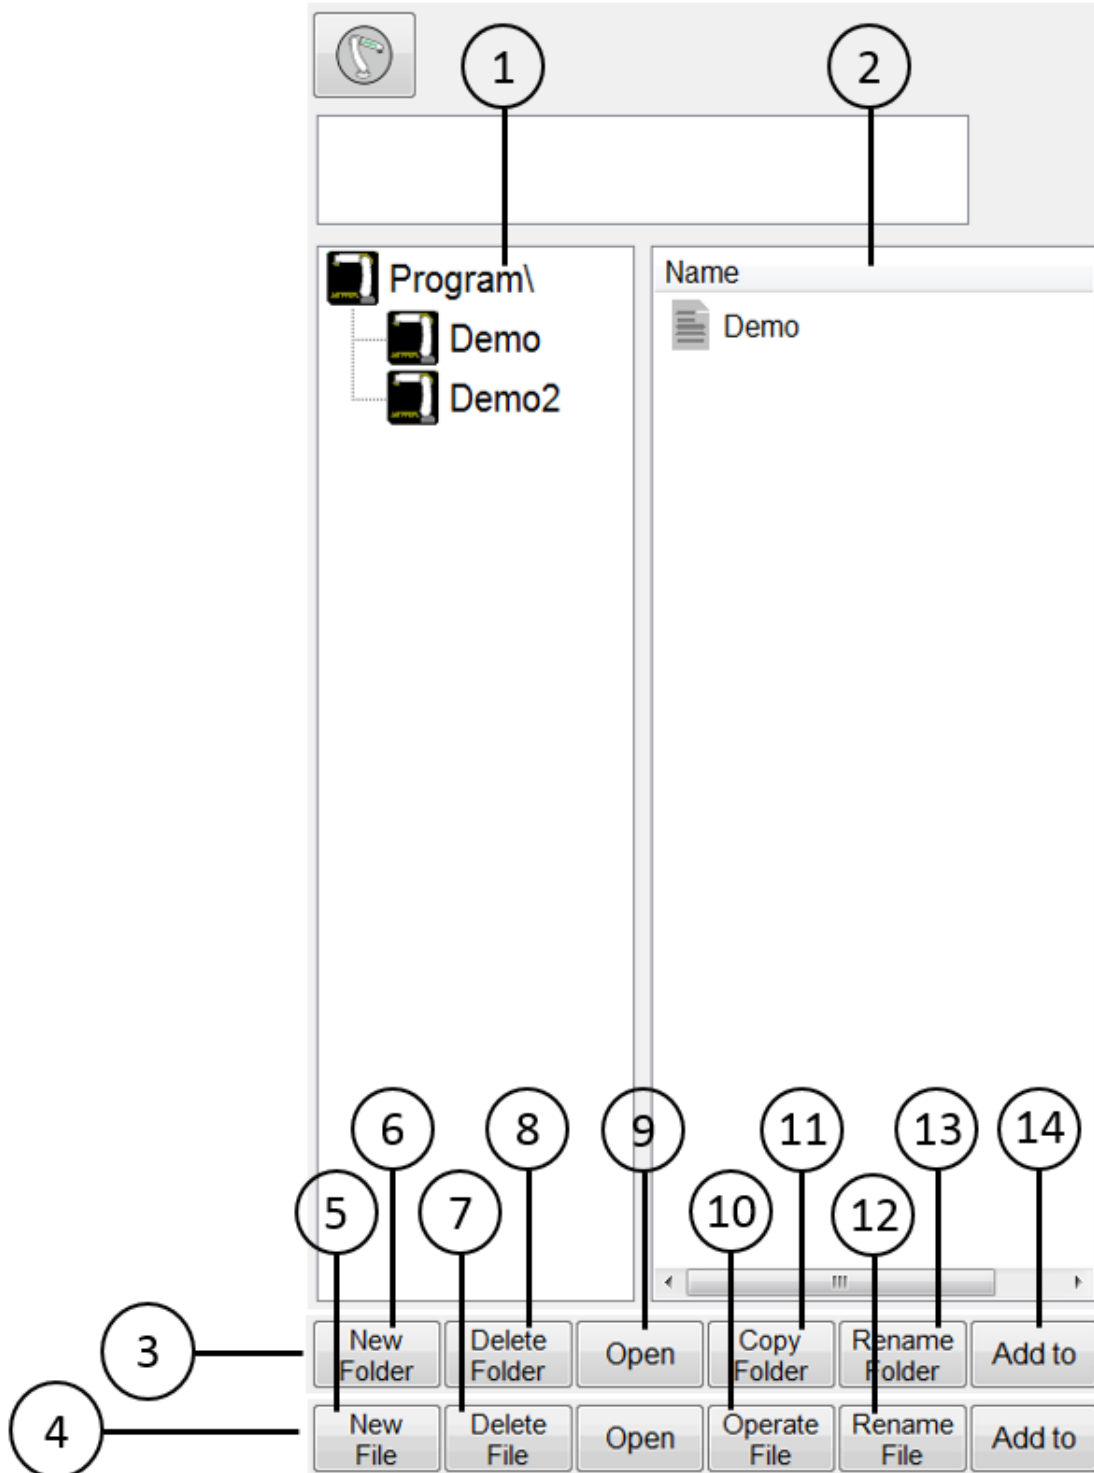 1
2
Program\
Demo
Demo2
Name
Demo
6
8
9
11
13
14
5
7
10
12
3
New
Folder
Delete
Folder
Open
Copy
Folder
Rename
Folder
Add to
4
New
File
Delete
File
Open
Operate
File
Rename
File
Add to